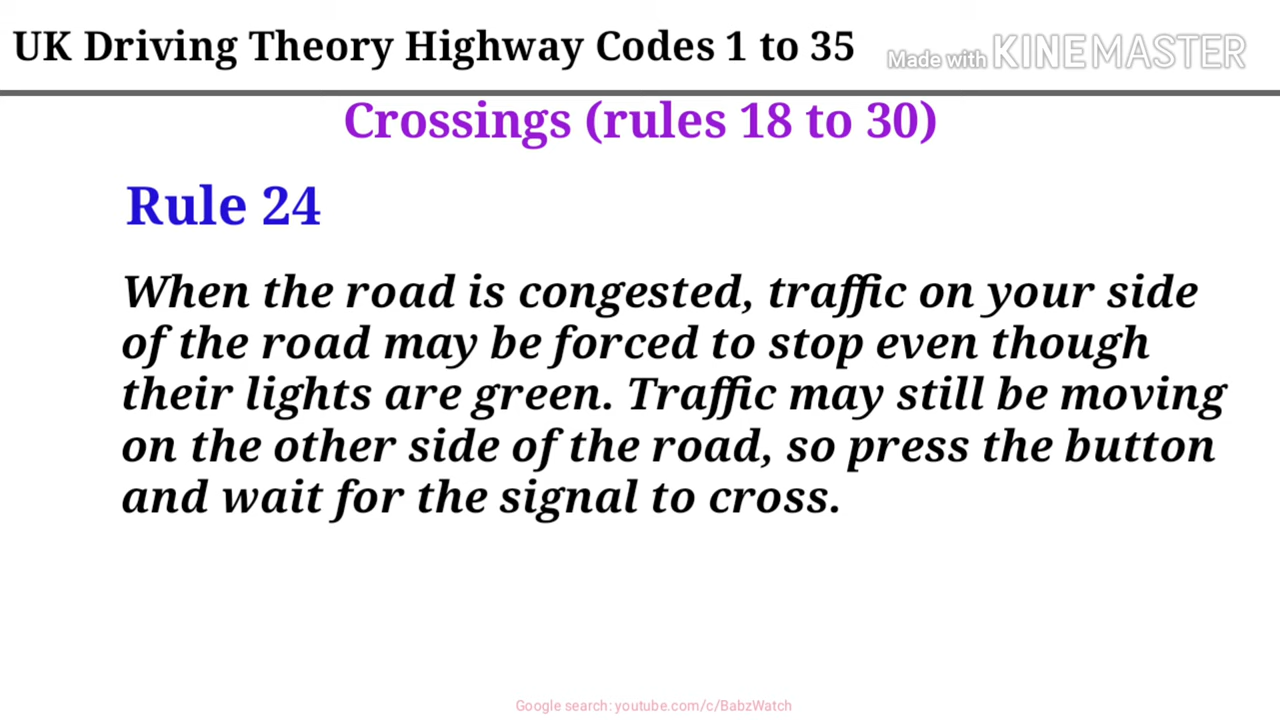 UK Driving Theory Highway Codes 1 to 35
Made with KINEMASTER
Crossings (rules 18 to 30)
Rule 24
When the road is congested, traffic on your side
of the road may be forced to stop even though
their lights are green. Traffic may still be moving
on the other side of the road, so press the button
and wait for the signal to cross.
Google search: youtube.com/c/BabzWatch